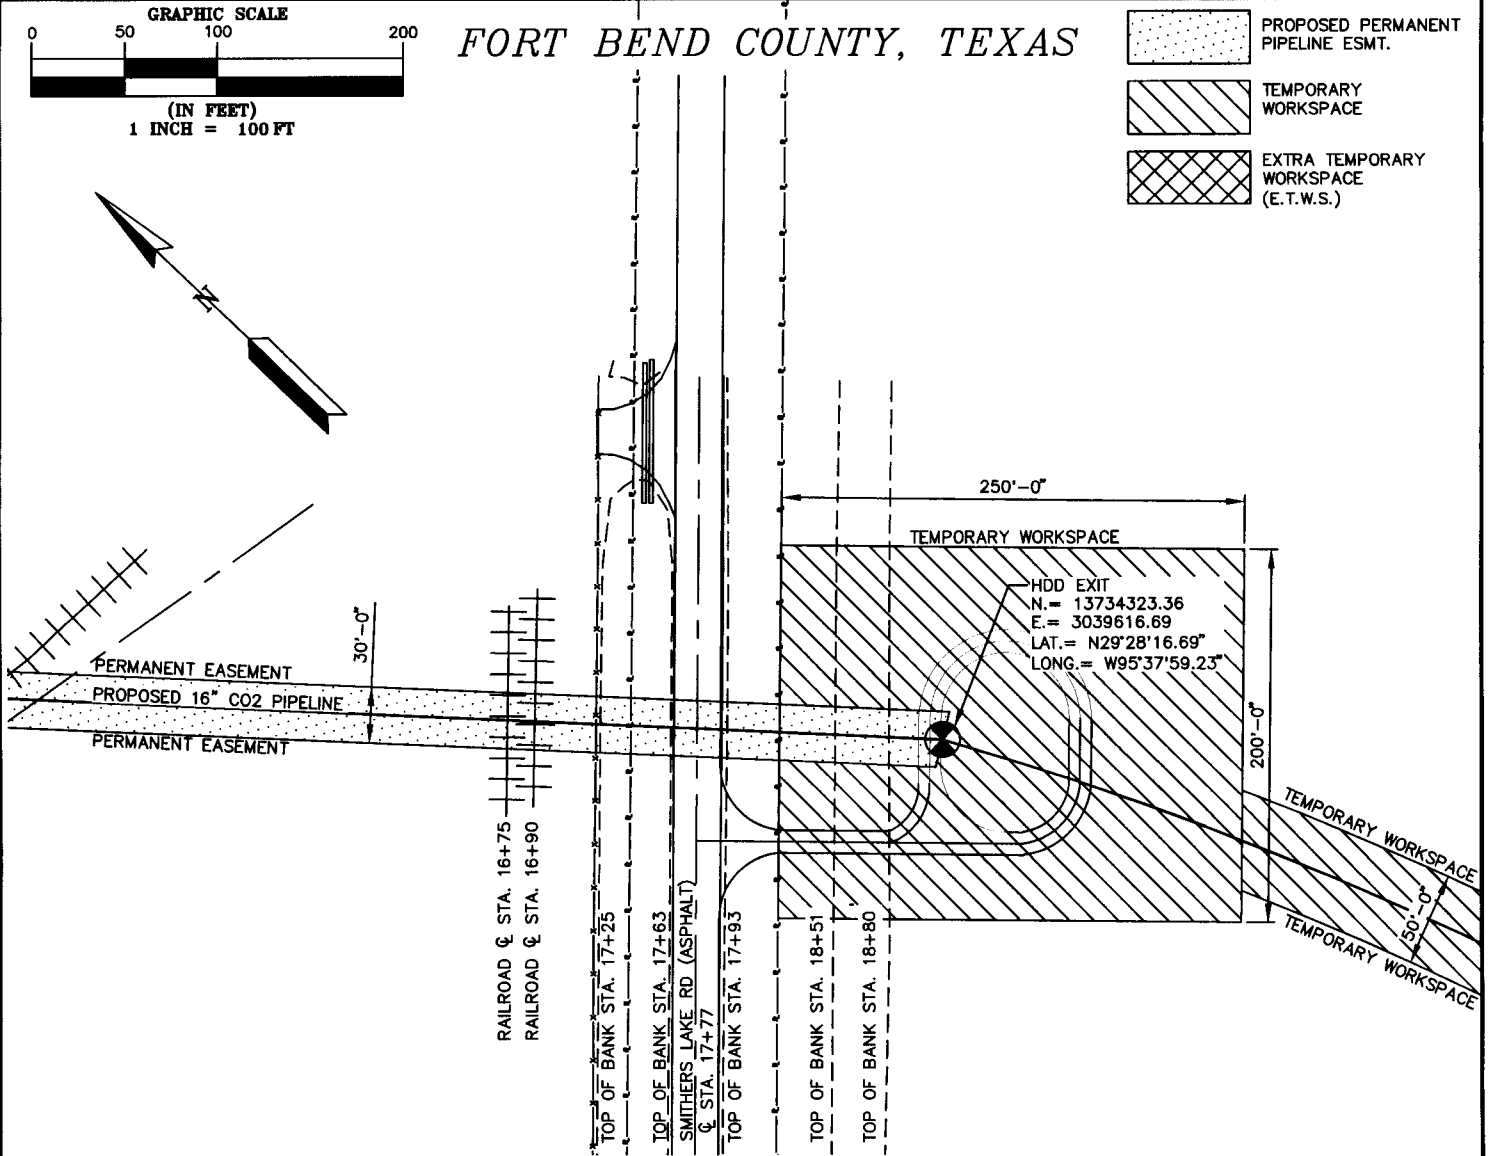 GRAPHIC SCALE
0 50 100 200
(IN FEET)
1 INCH = 100 FT
FORT BEND COUNTY, TEXAS
PROPOSED PERMANENT
PIPELINE ESMT.
TEMPORARY
WORKSPACE
EXTRA TEMPORARY
WORKSPACE
(E.T.W.S.)
N
250'-0"
TEMPORARY WORKSPACE
HDD EXIT
N.= 13734323.36
E.= 3039616.69
LAT.= N29°28'16.69"
LONG.= W95°37'59.23"
30'-0"
PERMANENT EASEMENT
PROPOSED 16" CO2 PIPELINE
PERMANENT EASEMENT
200'-0"
TEMPORARY WORKSPACE
50'-0"
TEMPORARY WORKSPACE
RAILROAD ℄ STA. 16+75
RAILROAD ℄ STA. 16+90
TOP OF BANK STA. 17+25
TOP OF BANK STA. 17+63
SMITHERS LAKE RD (ASPHALT)
℄ STA. 17+77
TOP OF BANK STA. 17+93
TOP OF BANK STA. 18+51
TOP OF BANK STA. 18+80